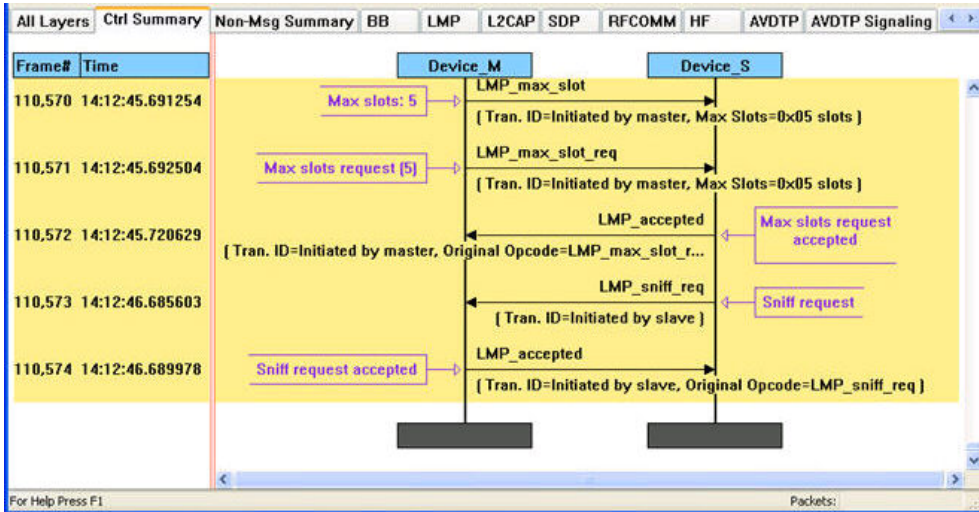 All Layers Ctrl Summary Non-Msg Summary BB LMP L2CAP SDP RFCOMM HF AVDTP AVDTP Signaling
Frame# Time Device_M Device_S
LMP_max_slot
110,570 14:12:45.691254 Max slots: 5
( Tran. ID=Initiated by master, Max Slots=0x05 slots )
LMP_max_slot_req
110,571 14:12:45.692504 Max slots request (5)
( Tran. ID=Initiated by master, Max Slots=0x05 slots )
LMP_accepted Max slots request
110,572 14:12:45.720629 accepted
( Tran. ID=Initiated by master, Original Opcode=LMP_max_slot_r...
LMP_sniff_req
110,573 14:12:46.685603 Sniff request
( Tran. ID=Initiated by slave )
LMP_accepted
110,574 14:12:46.689978 Sniff request accepted
( Tran. ID=Initiated by slave, Original Opcode=LMP_sniff_req )
For Help Press F1 Packets: